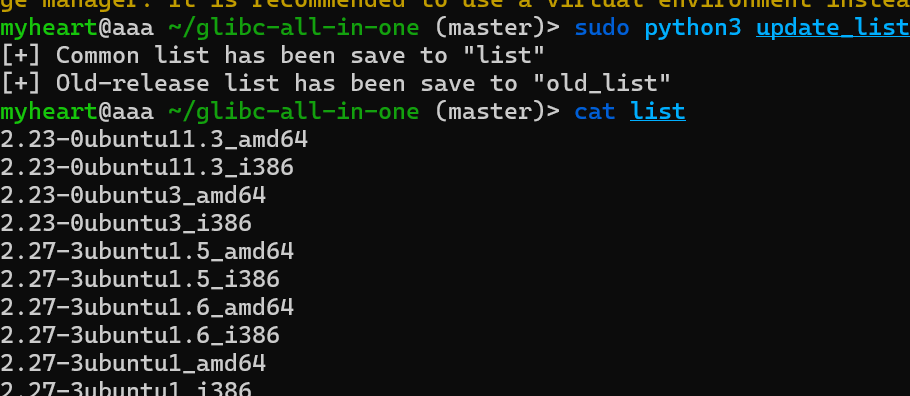 ge manager. It is recommended to use a virtual environment instea
myheart@aaa ~/glibc-all-in-one (master)> sudo python3 update_list
[+] Common list has been save to "list"
[+] Old-release list has been save to "old_list"
myheart@aaa ~/glibc-all-in-one (master)> cat list
2.23-0ubuntu11.3_amd64
2.23-0ubuntu11.3_i386
2.23-0ubuntu3_amd64
2.23-0ubuntu3_i386
2.27-3ubuntu1.5_amd64
2.27-3ubuntu1.5_i386
2.27-3ubuntu1.6_amd64
2.27-3ubuntu1.6_i386
2.27-3ubuntu1_amd64
2.27-3ubuntu1_i386